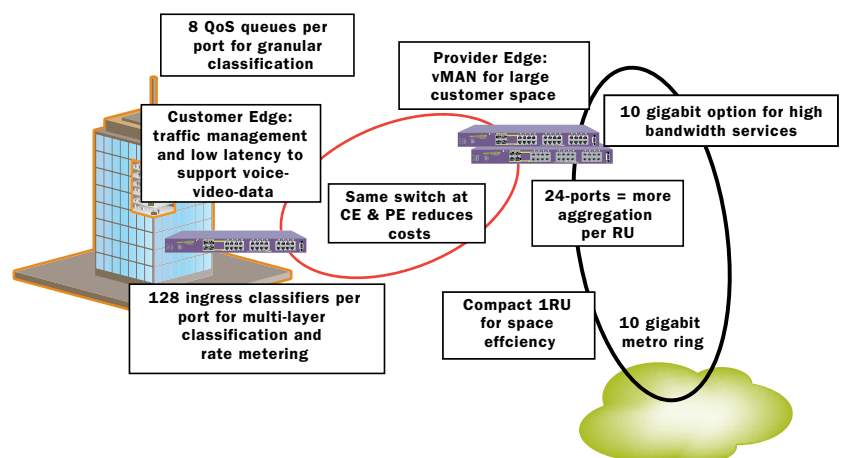 8 QoS queues per
port for granular
classification
Provider Edge:
vMAN for large
customer space
10 gigabit option for high
bandwidth services
Customer Edge:
traffic management
and low latency to
support voice-
video-data
Same switch at
CE & PE reduces
costs
24-ports = more
aggregation
per RU
128 ingress classifiers per
port for multi-layer
classification and
rate metering
Compact 1RU
for space
effciency
10 gigabit
metro ring